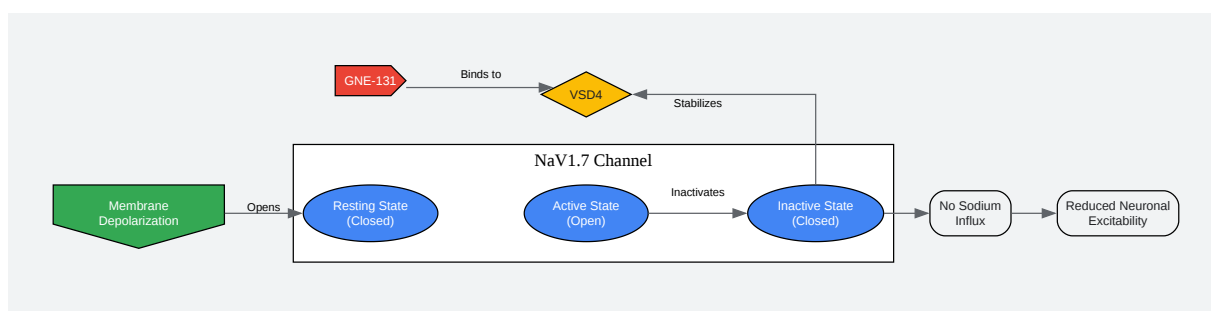 GNE-131
Binds to
VSD4
Stabilizes
NaV1.7 Channel
Membrane
Depolarization
Opens
Resting State
(Closed)
Active State
(Open)
Inactivates
Inactive State
(Closed)
No Sodium
Influx
Reduced Neuronal
Excitability